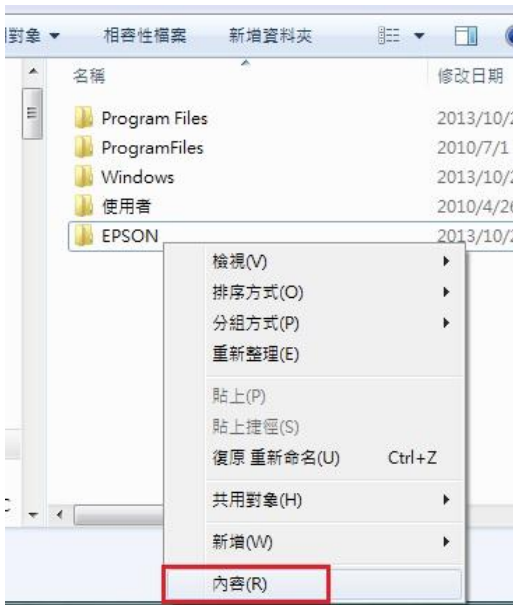 對象 相容性檔案 新增資料夾
名稱 修改日期
Program Files 2013/10/2
ProgramFiles 2010/7/1
Windows 2013/10/2
使用者 2010/4/26
EPSON 2013/10/2
檢視(V)
排序方式(O)
分組方式(P)
重新整理(E)
貼上(P)
貼上捷徑(S)
復原 重新命名(U) Ctrl+Z
共用對象(H)
新增(W)
內容(R)